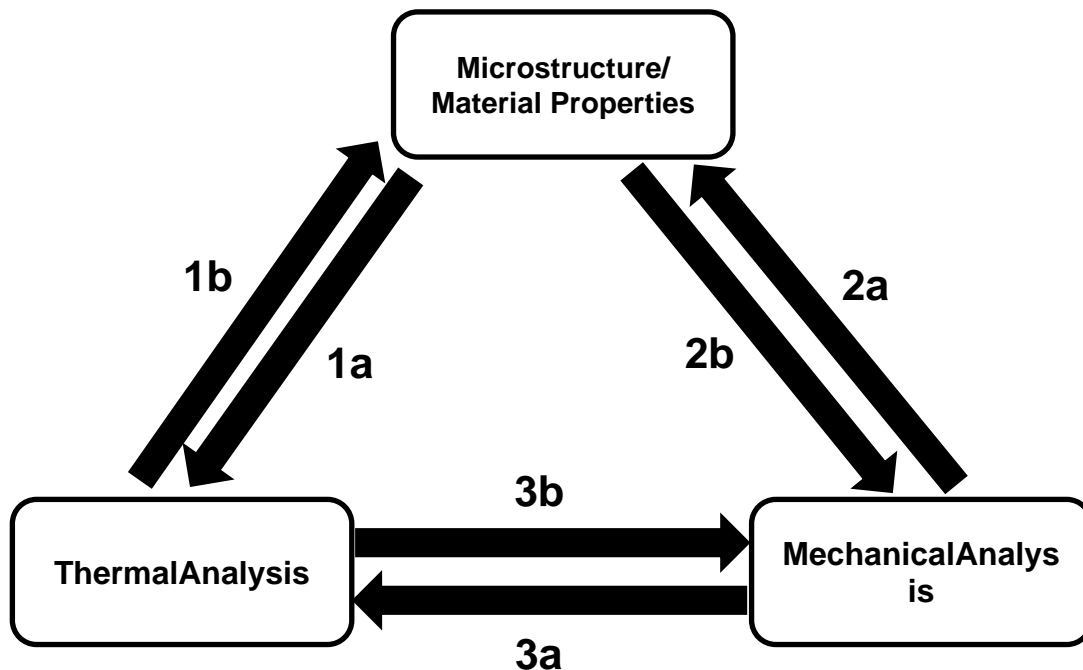 Microstructure/
Material Properties
1b
2a
1a
2b
3b
ThermalAnalysis
MechanicalAnalys
is
3a